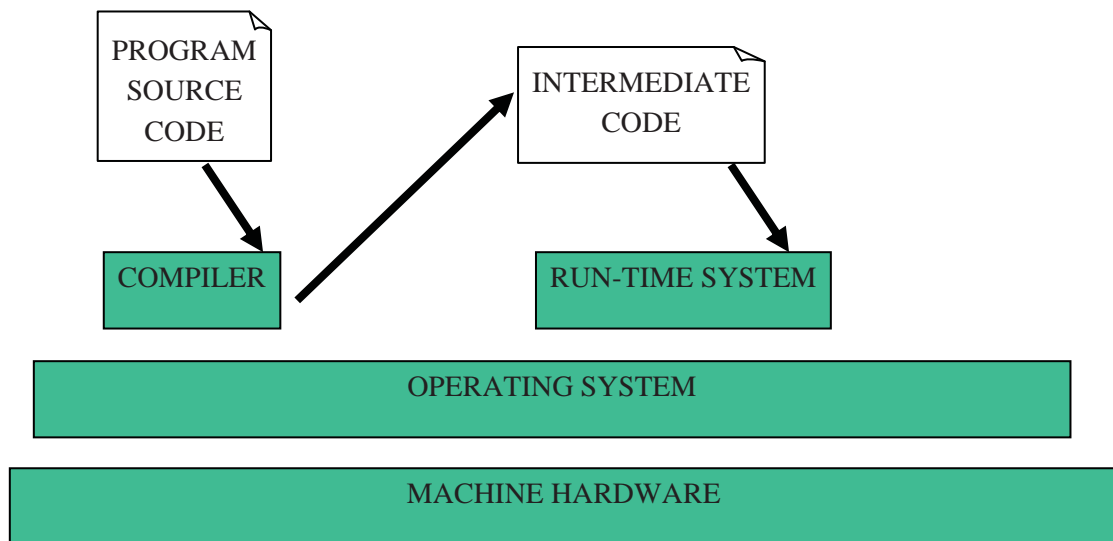 PROGRAM
SOURCE
CODE
INTERMEDIATE
CODE
COMPILER
RUN-TIME SYSTEM
OPERATING SYSTEM
MACHINE HARDWARE